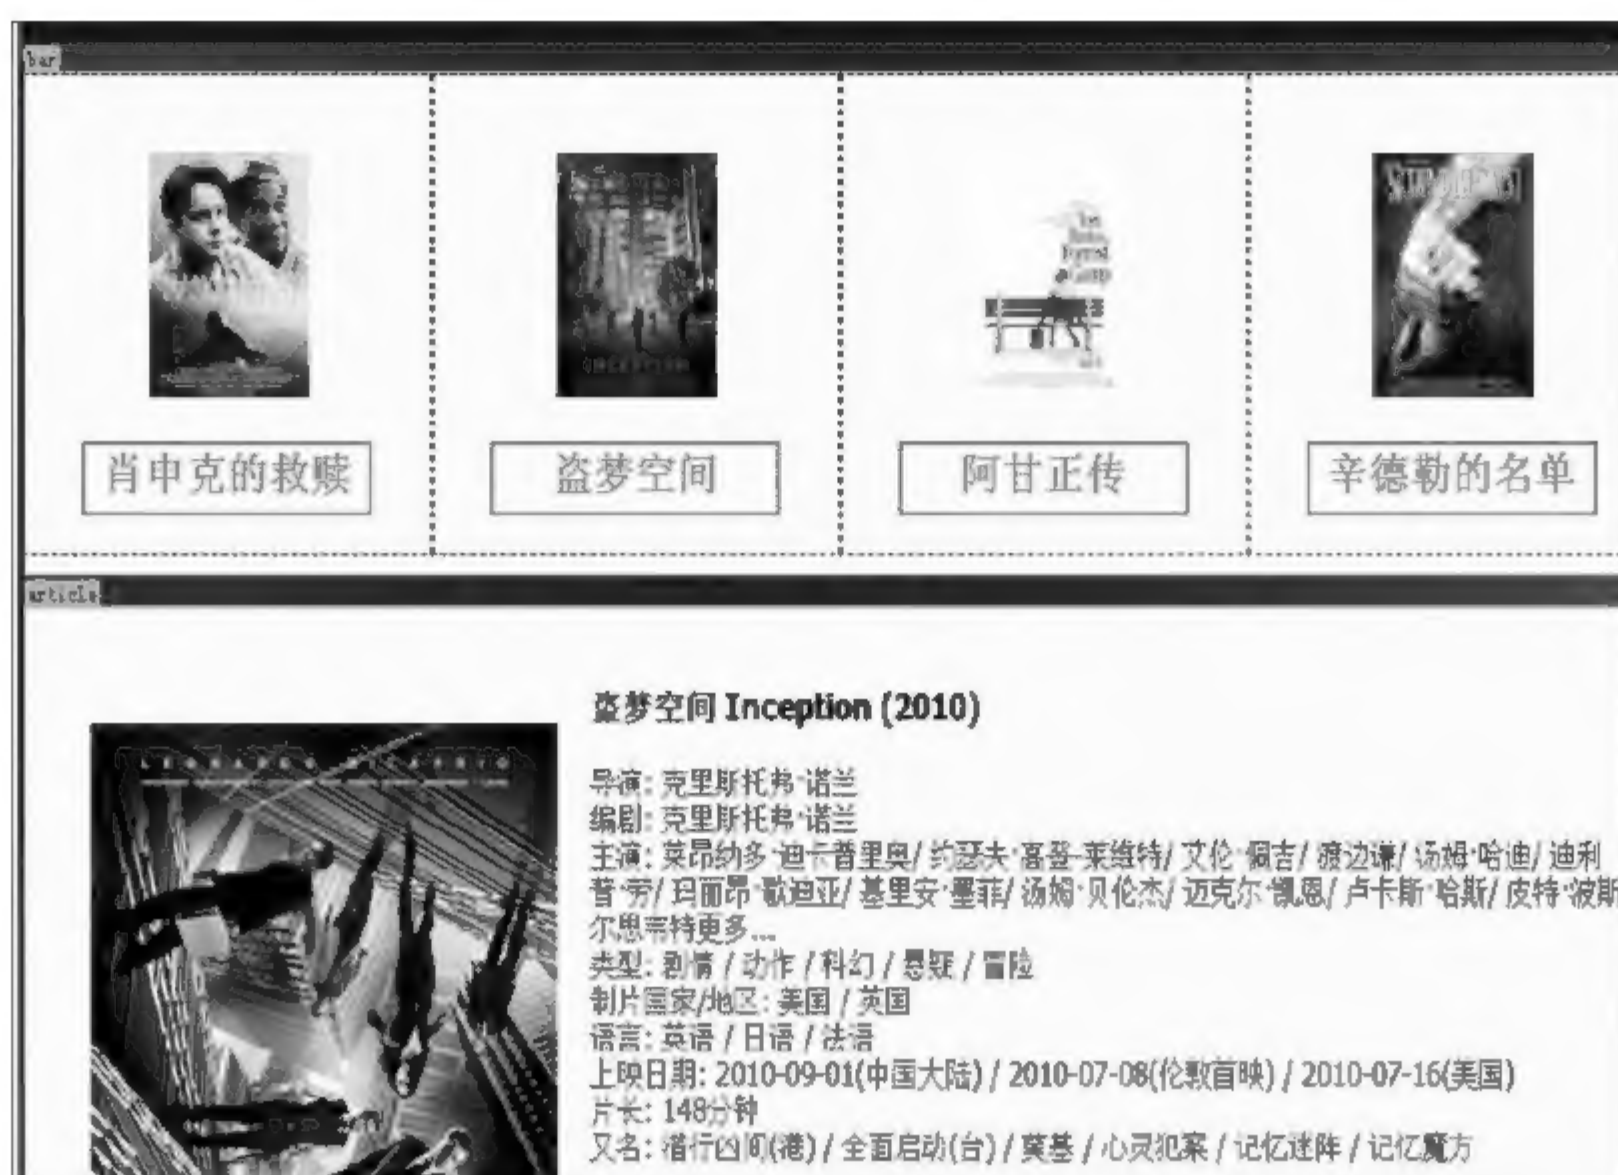 bar
INCEPTION
肖申克的救赎
盗梦空间
阿甘正传
辛德勒的名单
article
盗梦空间 Inception (2010)
导演: 克里斯托弗·诺兰
编剧: 克里斯托弗·诺兰
主演: 莱昂纳多·迪卡普里奥/ 约瑟夫·高登-莱维特/ 艾伦·佩吉/ 渡边谦/ 汤姆·哈迪/ 迪利
普·劳/ 玛丽昂·歌迪亚/ 基里安·墨菲/ 汤姆·贝伦杰/ 迈克尔·凯恩/ 卢卡斯·哈斯/ 皮特·波斯
尔思韦特更多...
类型: 剧情 / 动作 / 科幻 / 悬疑 / 冒险
制片国家/地区: 美国 / 英国
语言: 英语 / 日语 / 法语
上映日期: 2010-09-01(中国大陆) / 2010-07-08(伦敦首映) / 2010-07-16(美国)
片长: 148分钟
又名: 潜行凶间(港) / 全面启动(台) / 奠基 / 心灵犯案 / 记忆迷阵 / 记忆魔方